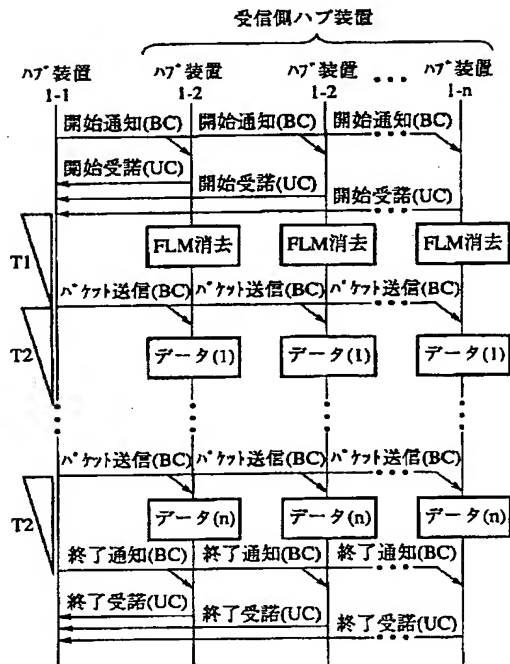 受信側ハブ装置
ハブ装置 ハブ装置 ハブ装置 ・・・ ハブ装置
1-1 1-2 1-2 1-n
開始通知(BC) 開始通知(BC) 開始通知(BC)
開始受諾(UC)
開始受諾(UC)
開始受諾(UC)
T1
FLM消去 FLM消去 FLM消去
パケット送信(BC) パケット送信(BC) パケット送信(BC)
T2
データ(1) データ(1) データ(1)
パケット送信(BC) パケット送信(BC) パケット送信(BC)
T2
データ(n) データ(n) データ(n)
終了通知(BC) 終了通知(BC) 終了通知(BC)
終了受諾(UC)
終了受諾(UC)
終了受諾(UC)